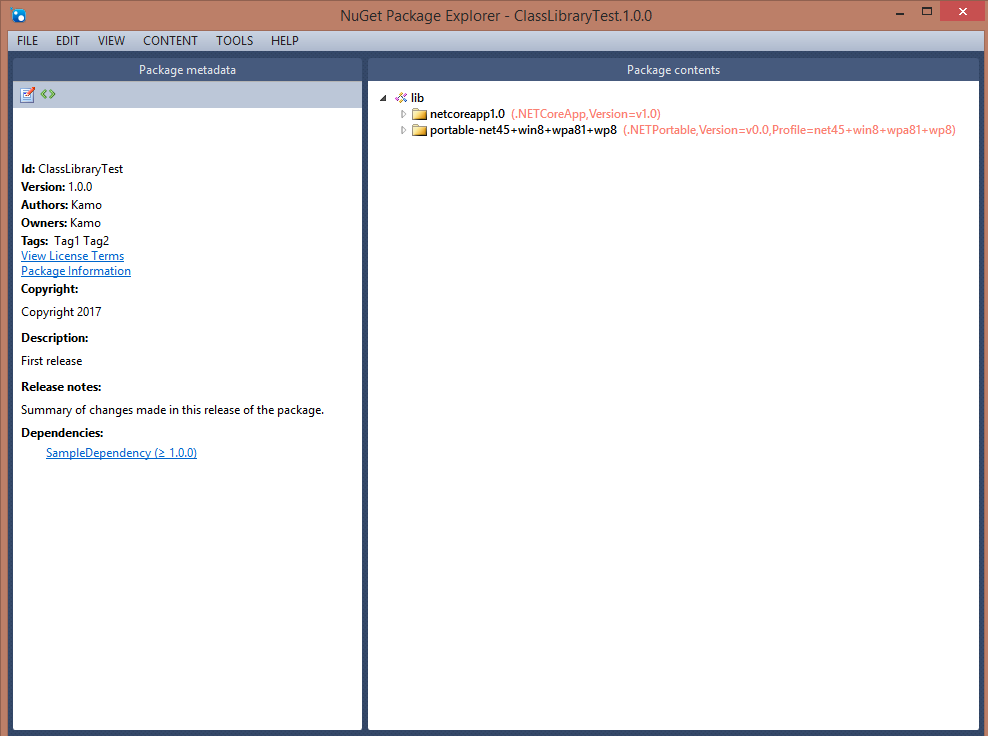 NuGet Package Explorer - ClassLibraryTest.1.0.0
FILE EDIT VIEW CONTENT TOOLS HELP
Package metadata
Id: ClassLibraryTest
Version: 1.0.0
Authors: Kamo
Owners: Kamo
Tags: Tag1 Tag2
View License Terms
Package Information
Copyright:
Copyright 2017
Description:
First release
Release notes:
Summary of changes made in this release of the package.
Dependencies:
SampleDependency (≥ 1.0.0)
Package contents
lib
netcoreapp1.0 (.NETCoreApp,Version=v1.0)
portable-net45+win8+wpa81+wp8 (.NETPortable,Version=v0.0,Profile=net45+win8+wpa81+wp8)